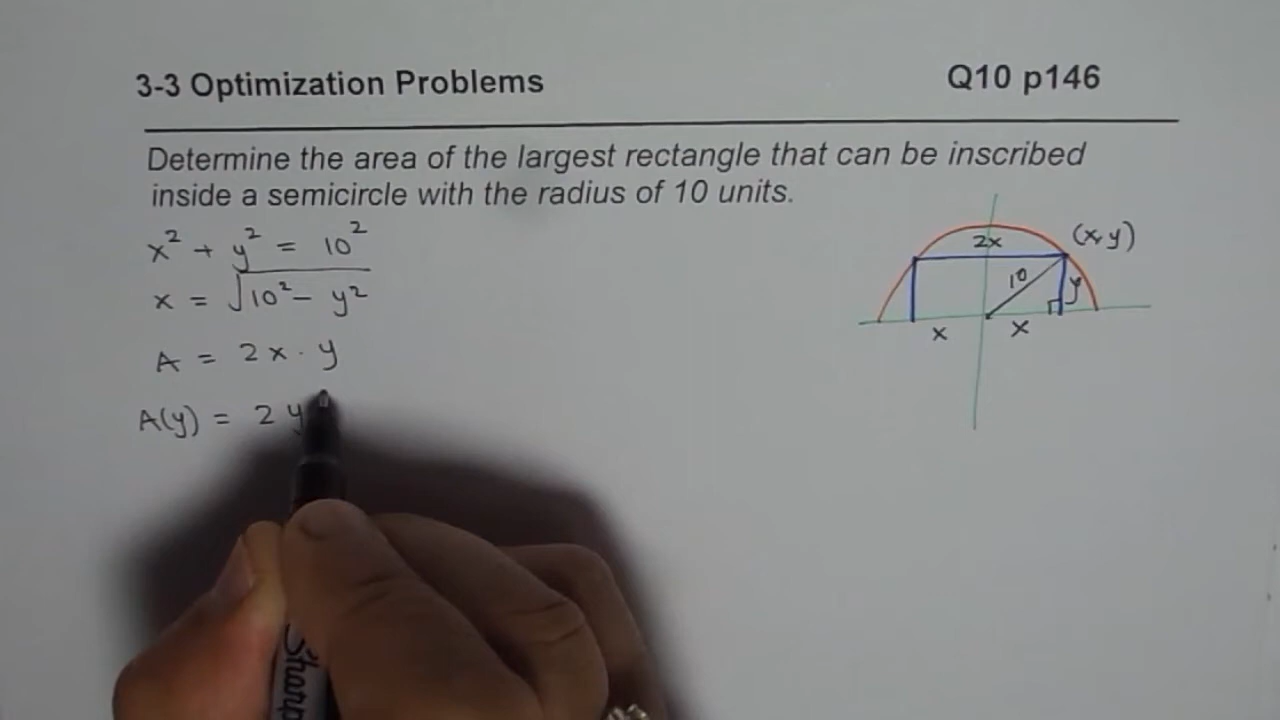 3-3 Optimization Problems
Q10 p146
Determine the area of the largest rectangle that can be inscribed
inside a semicircle with the radius of 10 units.
x² + y² = 10²
x = √10² − y²
A = 2x · y
A(y) = 2y
2x
(x, y)
10
y
x
x
Sharp